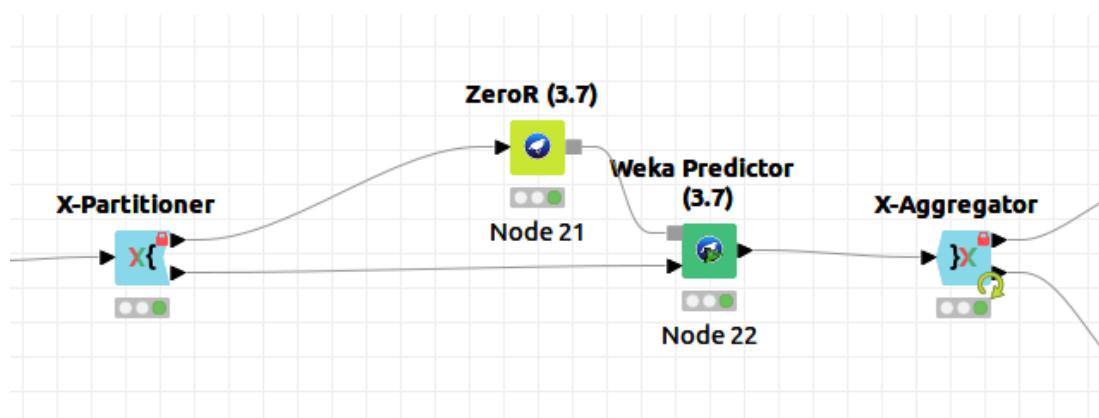 ZeroR (3.7)
Weka Predictor
(3.7)
X-Partitioner
X-Aggregator
X{
}X
Node 21
Node 22